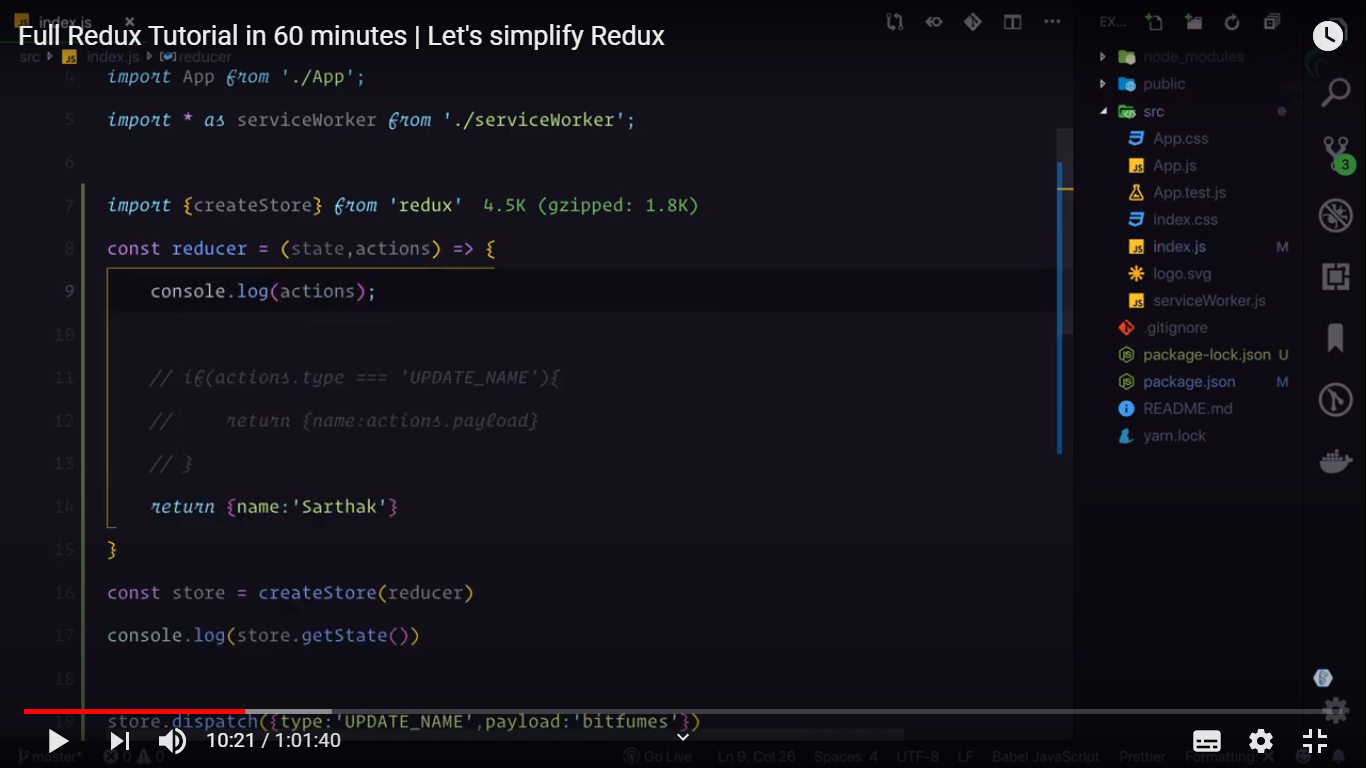 index.js
Full Redux Tutorial in 60 minutes | Let's simplify Redux
src index.js reducer
4 import App from './App';
5 import * as serviceWorker from './serviceWorker';
6
7 import {createStore} from 'redux' 4.5K (gzipped: 1.8K)
8 const reducer = (state,actions) => {
9 console.log(actions);
10
11 // if(actions.type === 'UPDATE_NAME'){
12 // return {name:actions.payload}
13 // }
14 return {name:'Sarthak'}
15 }
16 const store = createStore(reducer)
17 console.log(store.getState())
18
19 store.dispatch({type:'UPDATE_NAME',payload:'bitfumes'})
EX...
node_modules
public
src
App.css
JS App.js
App.test.js
index.css
JS index.js M
logo.svg
JS serviceWorker.js
.gitignore
package-lock.json U
package.json M
README.md
yarn.lock
3
10:21 / 1:01:40
master* 0 0 Go Live Ln 9, Col 26 Spaces: 4 UTF-8 LF Babel JavaScript Prettier Formatting: X